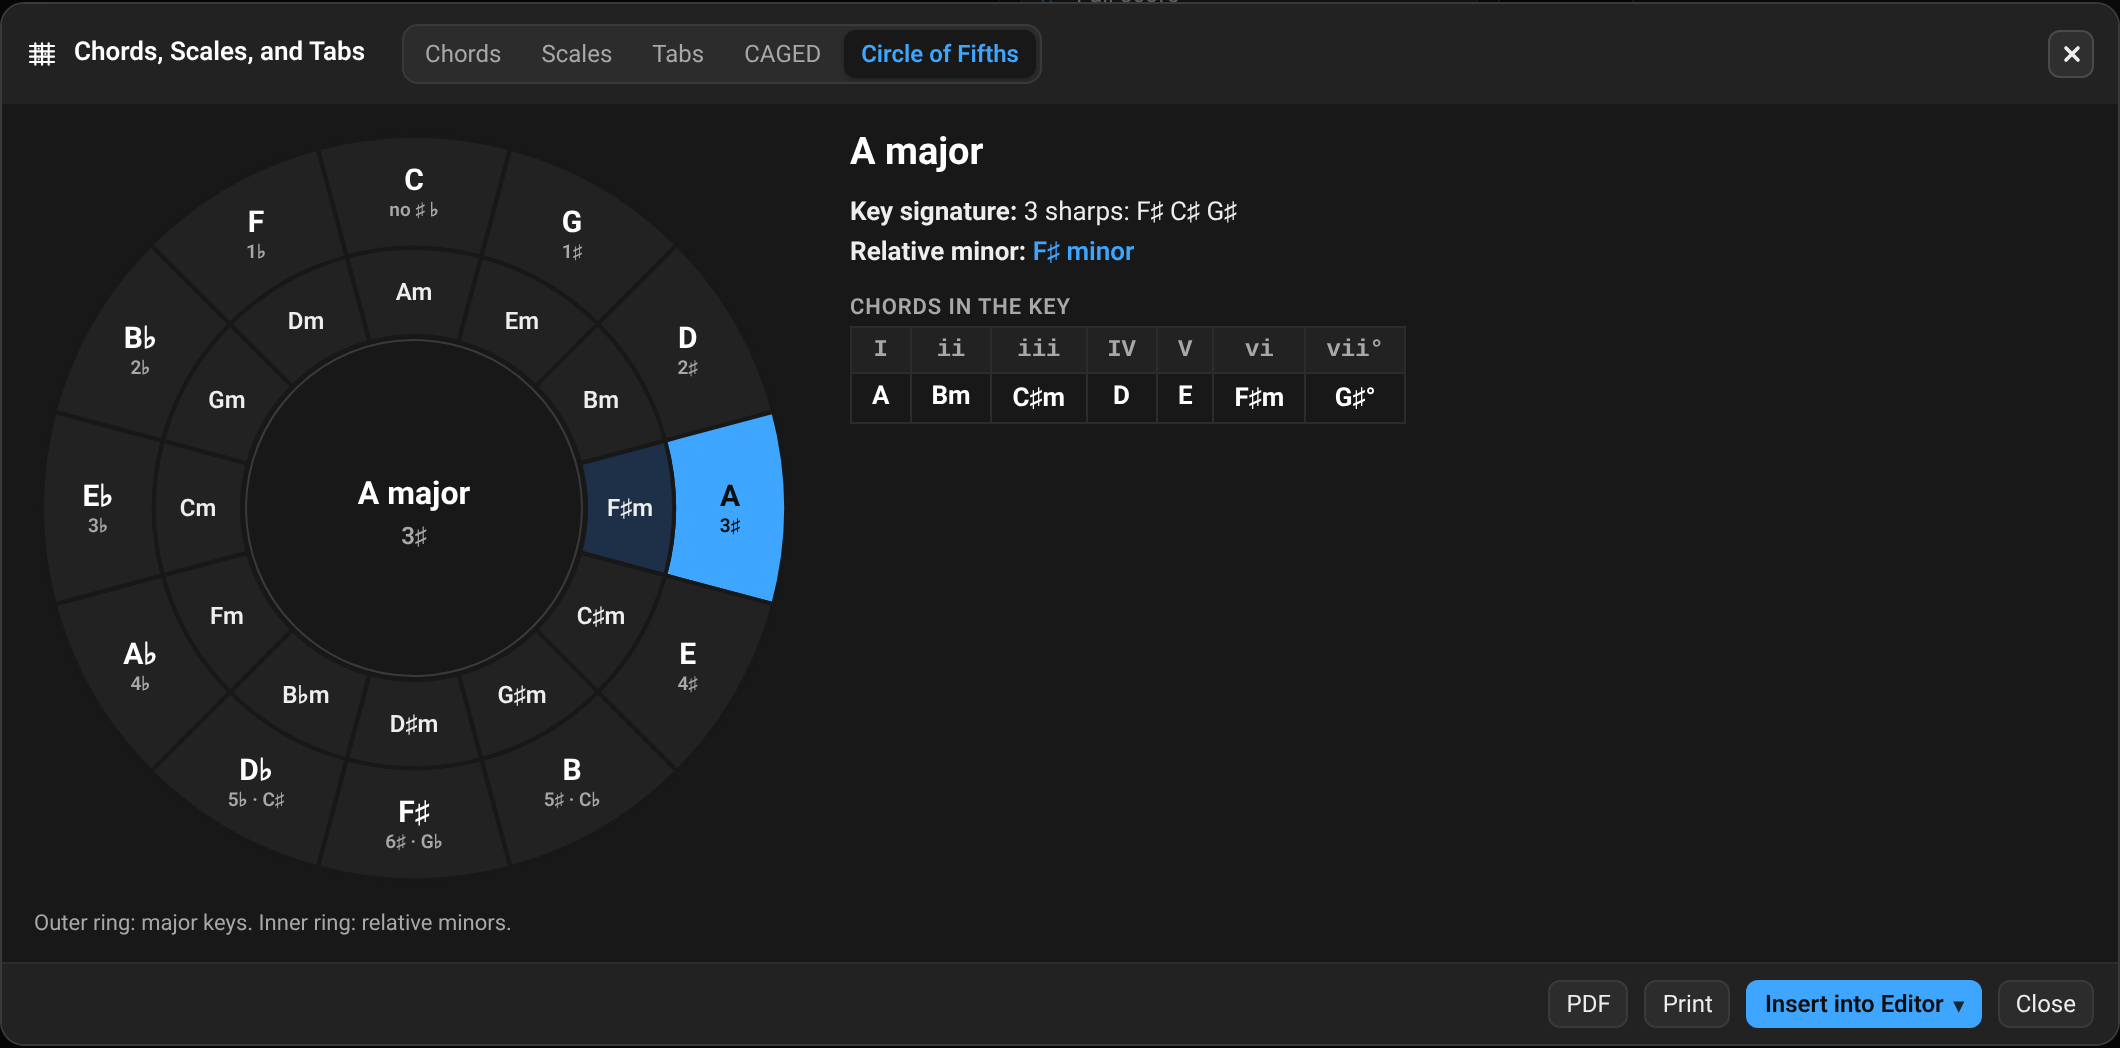 Chords, Scales, and Tabs
Chords Scales Tabs CAGED Circle of Fifths
C
no ♯ ♭
G
1♯
D
2♯
A
3♯
E
4♯
B
5♯ · C♭
F♯
6♯ · G♭
D♭
5♭ · C♯
A♭
4♭
E♭
3♭
B♭
2♭
F
1♭
Am
Em
Bm
F♯m
C♯m
G♯m
D♯m
B♭m
Fm
Cm
Gm
Dm
A major
3♯
Outer ring: major keys. Inner ring: relative minors.
A major
Key signature: 3 sharps: F♯ C♯ G♯
Relative minor: F♯ minor
CHORDS IN THE KEY
I ii iii IV V vi vii°
A Bm C♯m D E F♯m G♯°
PDF Print Insert into Editor ▾ Close